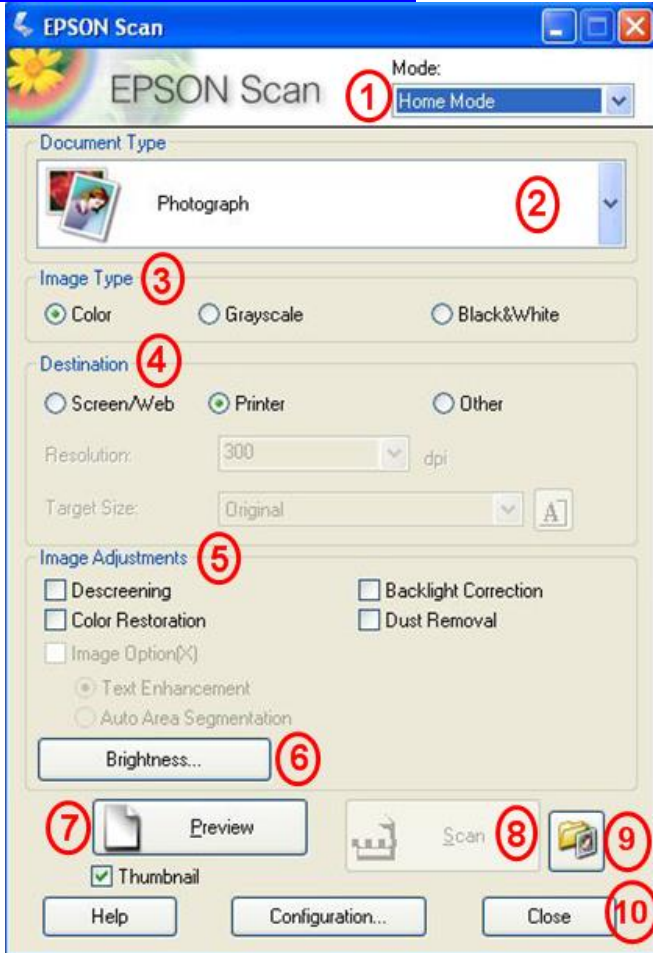 EPSON Scan
EPSON Scan
Mode:
1 Home Mode
Document Type
Photograph 2
Image Type 3
Color Grayscale Black&White
Destination 4
Screen/Web Printer Other
Resolution: 300 dpi
Target Size: Original A
Image Adjustments 5
Descreening Backlight Correction
Color Restoration Dust Removal
Image Option(X)
Text Enhancement
Auto Area Segmentation
Brightness... 6
7 Preview Scan 8 9
Thumbnail
Help Configuration... Close 10